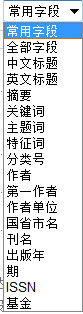 常用字段
常用字段
全部字段
中文标题
英文标题
摘要
关键词
主题词
特征词
分类号
作者
第一作者
作者单位
国省市名
刊名
出版年
期
ISSN
基金